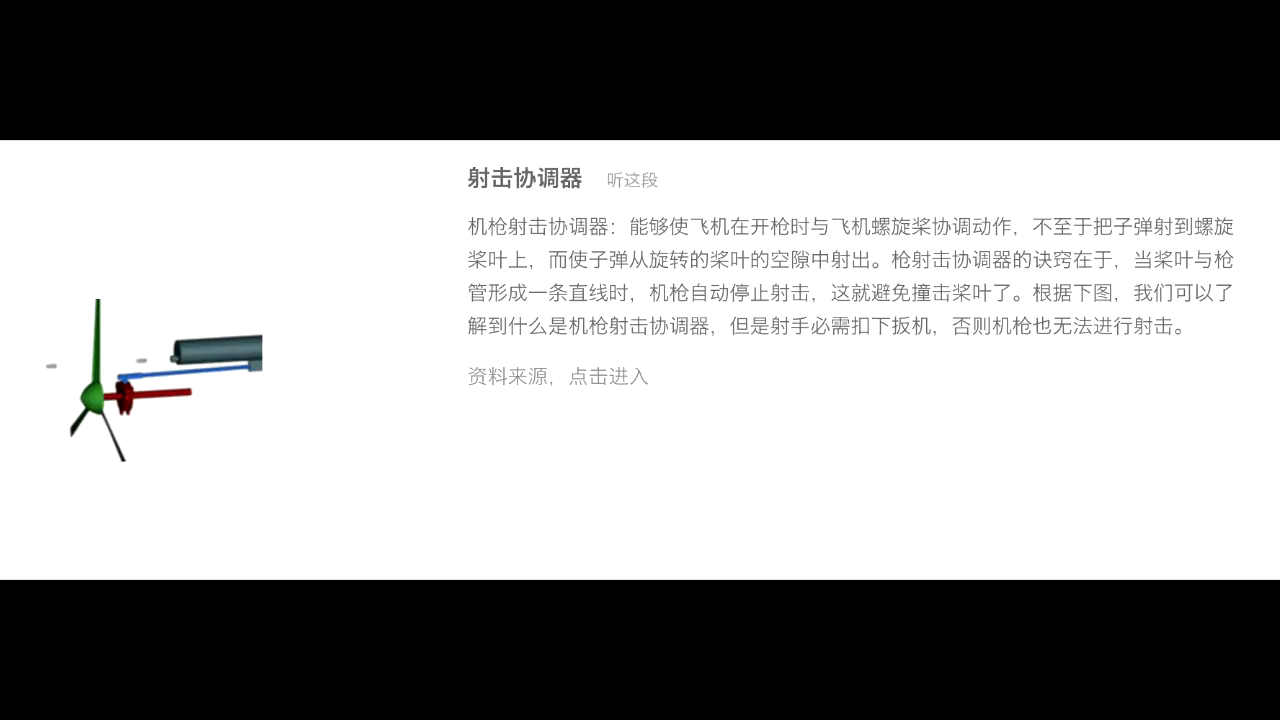 射击协调器 听这段
机枪射击协调器：能够使飞机在开枪时与飞机螺旋桨协调动作，不至于把子弹射到螺旋
桨叶上，而使子弹从旋转的桨叶的空隙中射出。枪射击协调器的诀窍在于，当桨叶与枪
管形成一条直线时，机枪自动停止射击，这就避免撞击桨叶了。根据下图，我们可以了
解到什么是机枪射击协调器，但是射手必需扣下扳机，否则机枪也无法进行射击。
资料来源，点击进入